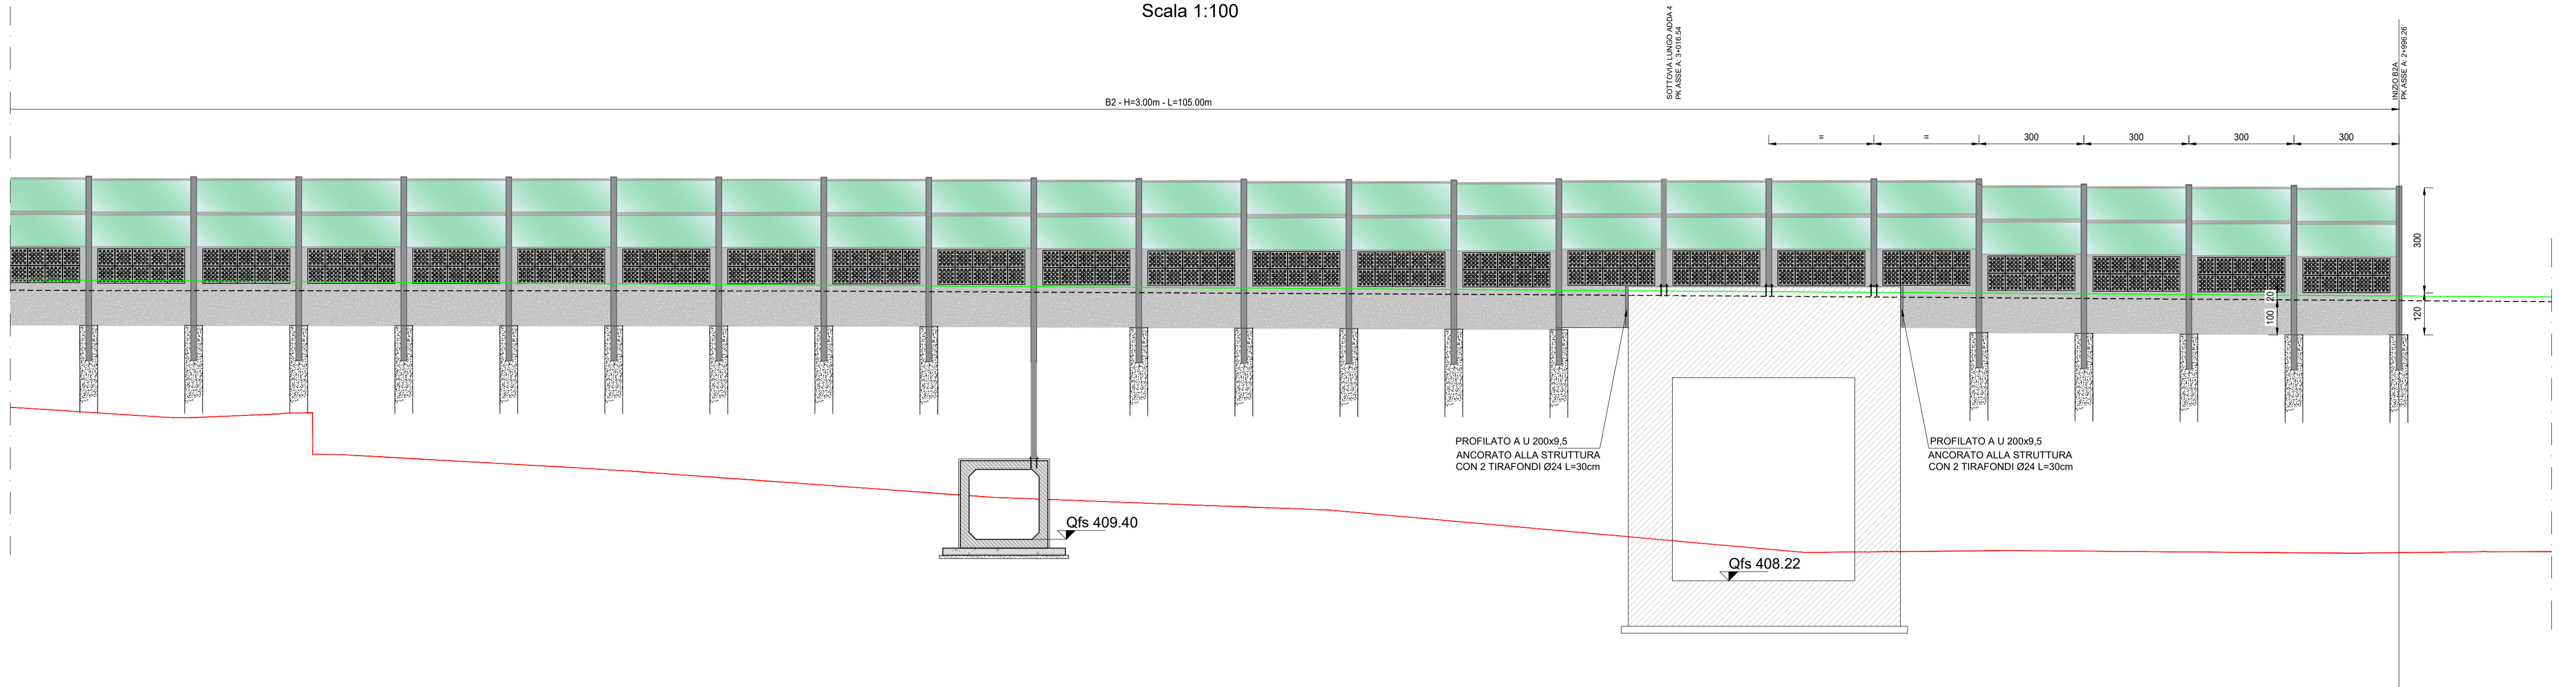 Scala 1:100
SOTTOVIA LUNGO ADDA 4
PK ASSE A: 3+016.54
INIZIO B2A
PK ASSE A: 2+996.26
B2 - H=3.00m - L=105.00m
=
=
300
300
300
300
300
20
100
120
PROFILATO A U 200x9,5
ANCORATO ALLA STRUTTURA
CON 2 TIRAFONDI Ø24 L=30cm
PROFILATO A U 200x9,5
ANCORATO ALLA STRUTTURA
CON 2 TIRAFONDI Ø24 L=30cm
Qfs 409.40
Qfs 408.22